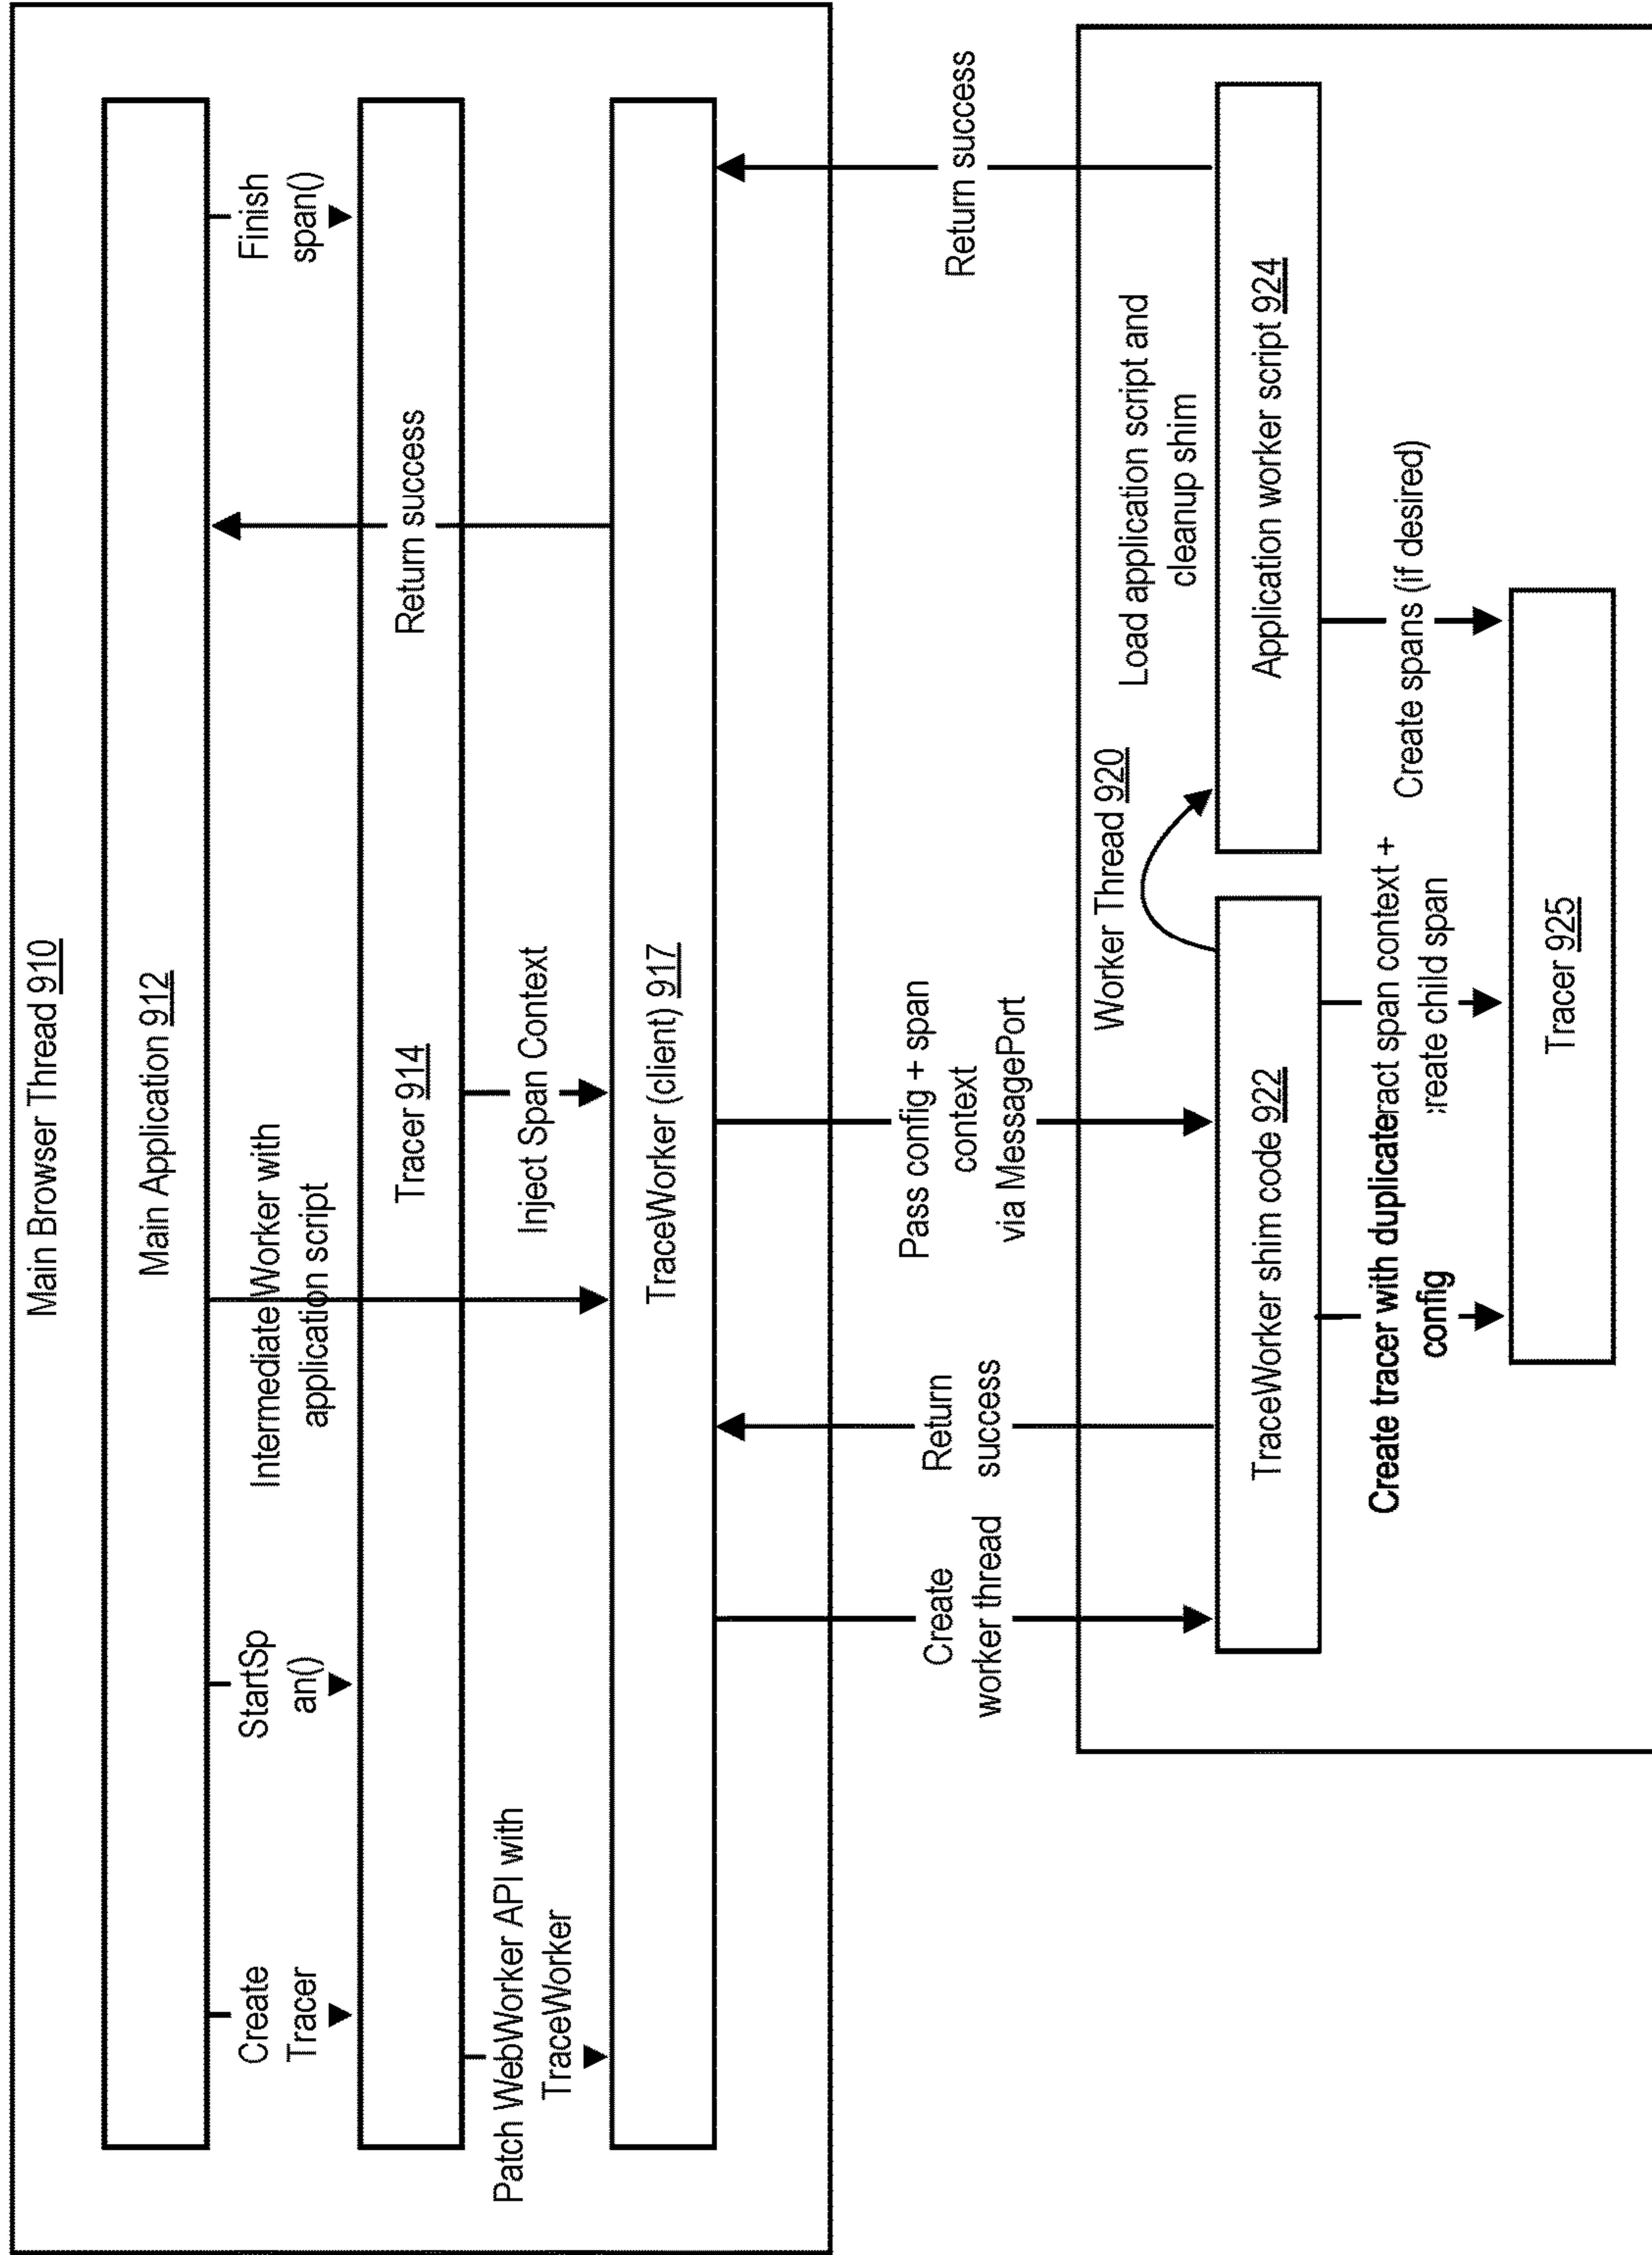 Main Browser Thread 910
Main Application 912
Create
Tracer
StartSp
an()
Intermediate Worker with
application script
Finish
span()
Tracer 914
Patch WebWorker API with
TraceWorker
Inject Span Context
Return success
TraceWorker (client) 917
Create
worker thread
Return
success
Pass config + span
context
via MessagePort
Return success
Worker Thread 920
Load application script and
cleanup shim
TraceWorker shim code 922
Application worker script 924
Create tracer with duplicate
config
ract span context +
reate child span
Create spans (if desired)
Tracer 925